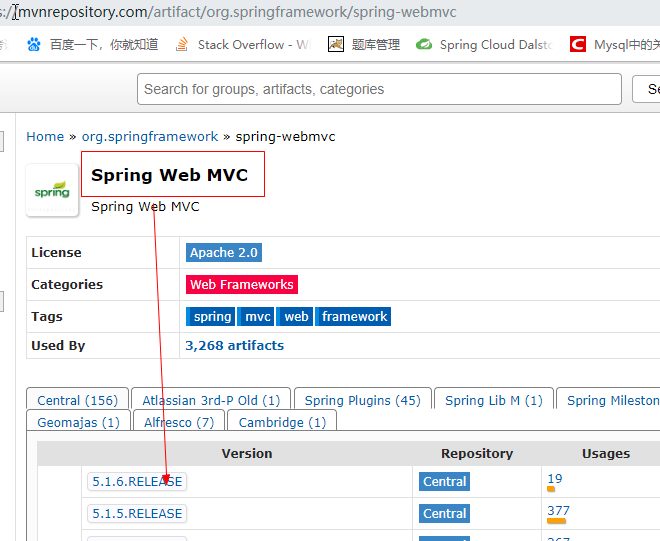 s://mvnrepository.com/artifact/org.springframework/spring-webmvc
百度一下，你就知道 Stack Overflow - W 题库管理 Spring Cloud Dalsto C Mysql中的关
Search for groups, artifacts, categories Se
Home » org.springframework » spring-webmvc
spring
Spring Web MVC
Spring Web MVC
License Apache 2.0
Categories Web Frameworks
Tags spring mvc web framework
Used By 3,268 artifacts
Central (156) Atlassian 3rd-P Old (1) Spring Plugins (45) Spring Lib M (1) Spring Mileston
Geomajas (1) Alfresco (7) Cambridge (1)
Version Repository Usages
5.1.6.RELEASE Central 19
5.1.5.RELEASE Central 377